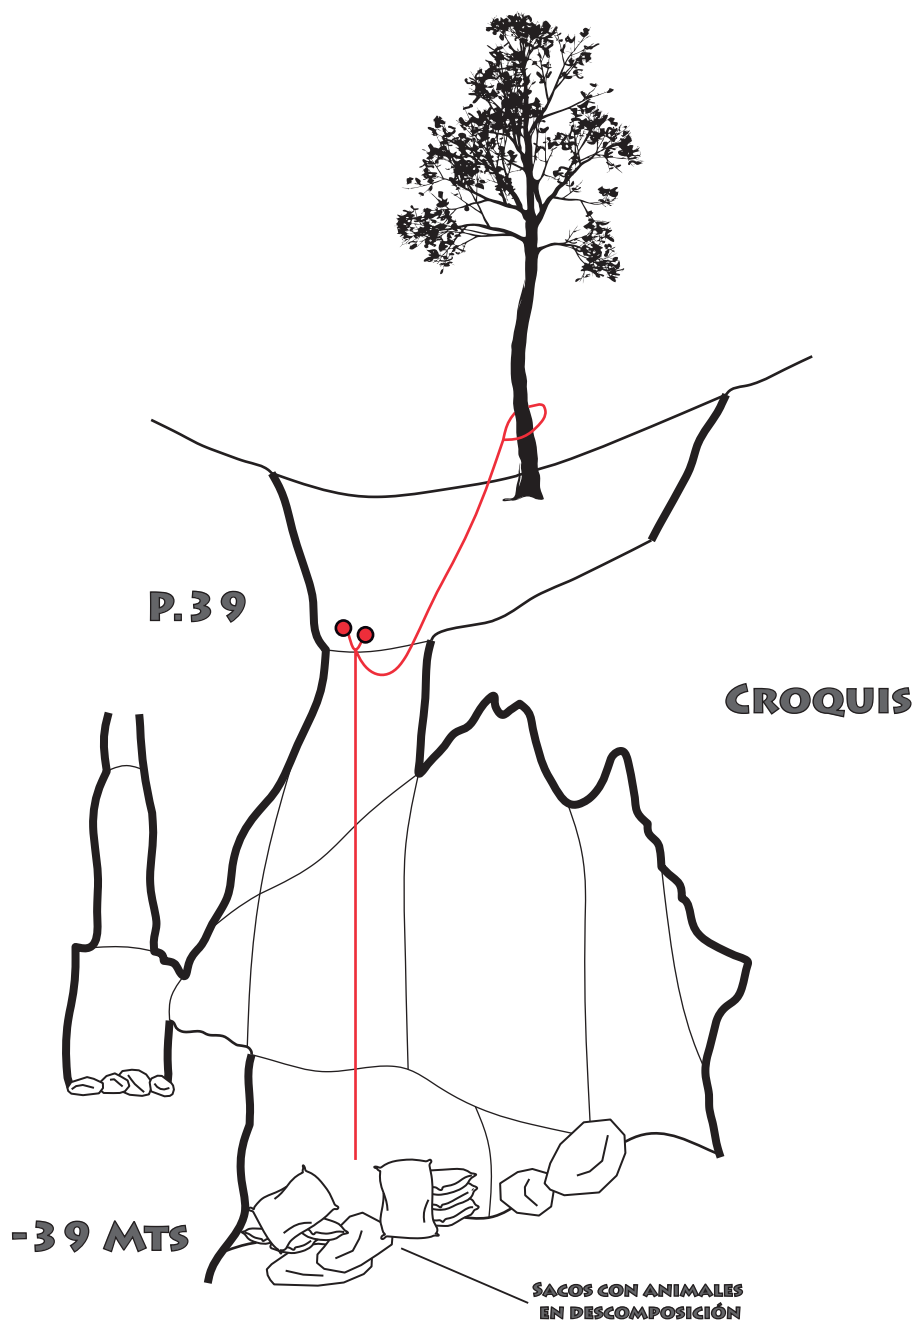 P.39
CROQUIS
-39 MTS
SACOS CON ANIMALES
EN DESCOMPOSICIÓN